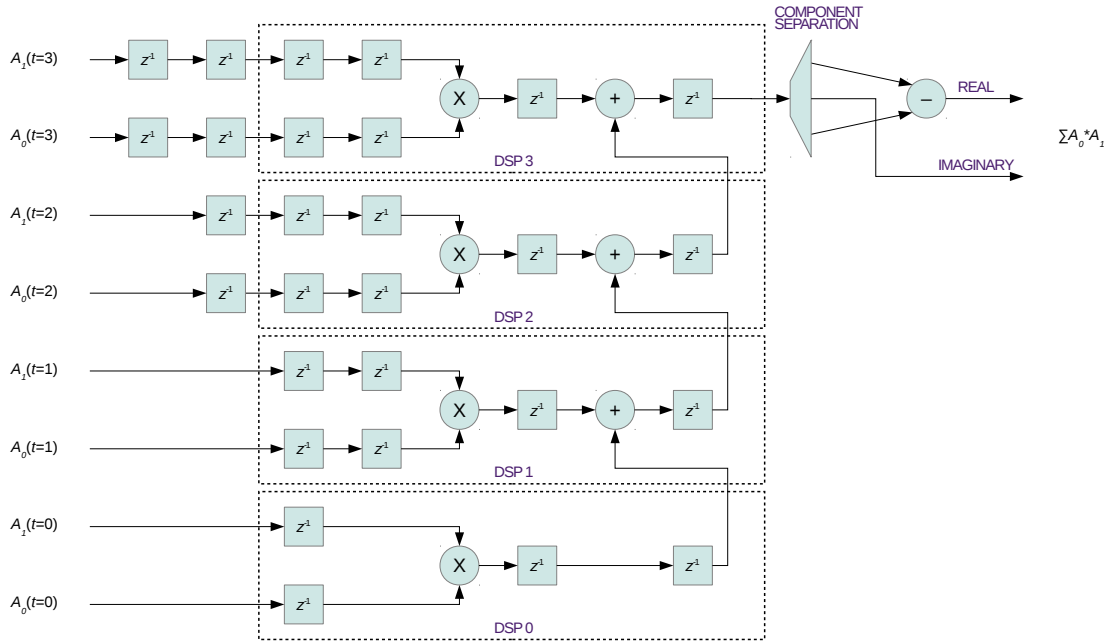 COMPONENT
SEPARATION
A₁(t=3)
z⁻¹
z⁻¹
z⁻¹
z⁻¹
X
z⁻¹
+
z⁻¹
−
REAL
A₀(t=3)
z⁻¹
z⁻¹
z⁻¹
z⁻¹
∑A₀*A₁
DSP 3
IMAGINARY
A₁(t=2)
z⁻¹
z⁻¹
z⁻¹
X
z⁻¹
+
z⁻¹
A₀(t=2)
z⁻¹
z⁻¹
z⁻¹
DSP 2
A₁(t=1)
z⁻¹
z⁻¹
X
z⁻¹
+
z⁻¹
A₀(t=1)
z⁻¹
z⁻¹
DSP 1
A₁(t=0)
z⁻¹
X
z⁻¹
z⁻¹
A₀(t=0)
z⁻¹
DSP 0